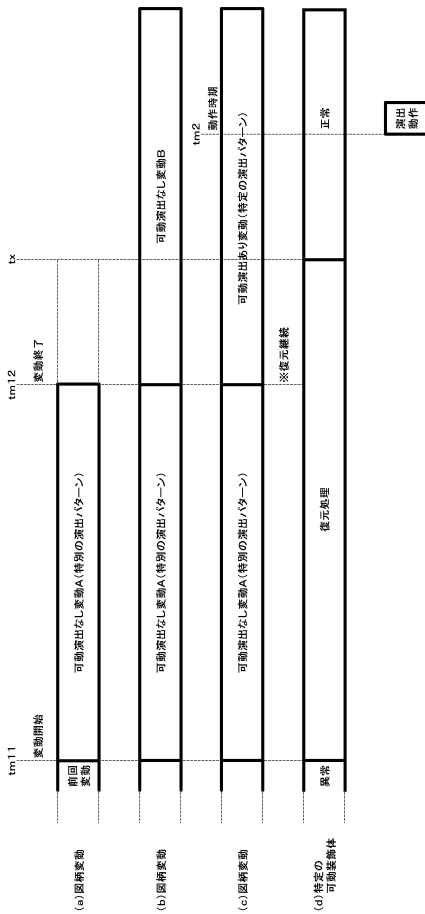 tm11
変動開始
tm12
変動終了
tx
tm2
動作時期
(a)図柄変動
前回
変動
可動演出なし変動A(特別の演出パターン)
(b)図柄変動
可動演出なし変動A(特別の演出パターン)
可動演出なし変動B
(c)図柄変動
可動演出なし変動A(特別の演出パターン)
可動演出あり変動(特定の演出パターン)
※復元継続
(d)特定の
可動装飾体
異常
復元処理
正常
演出
動作